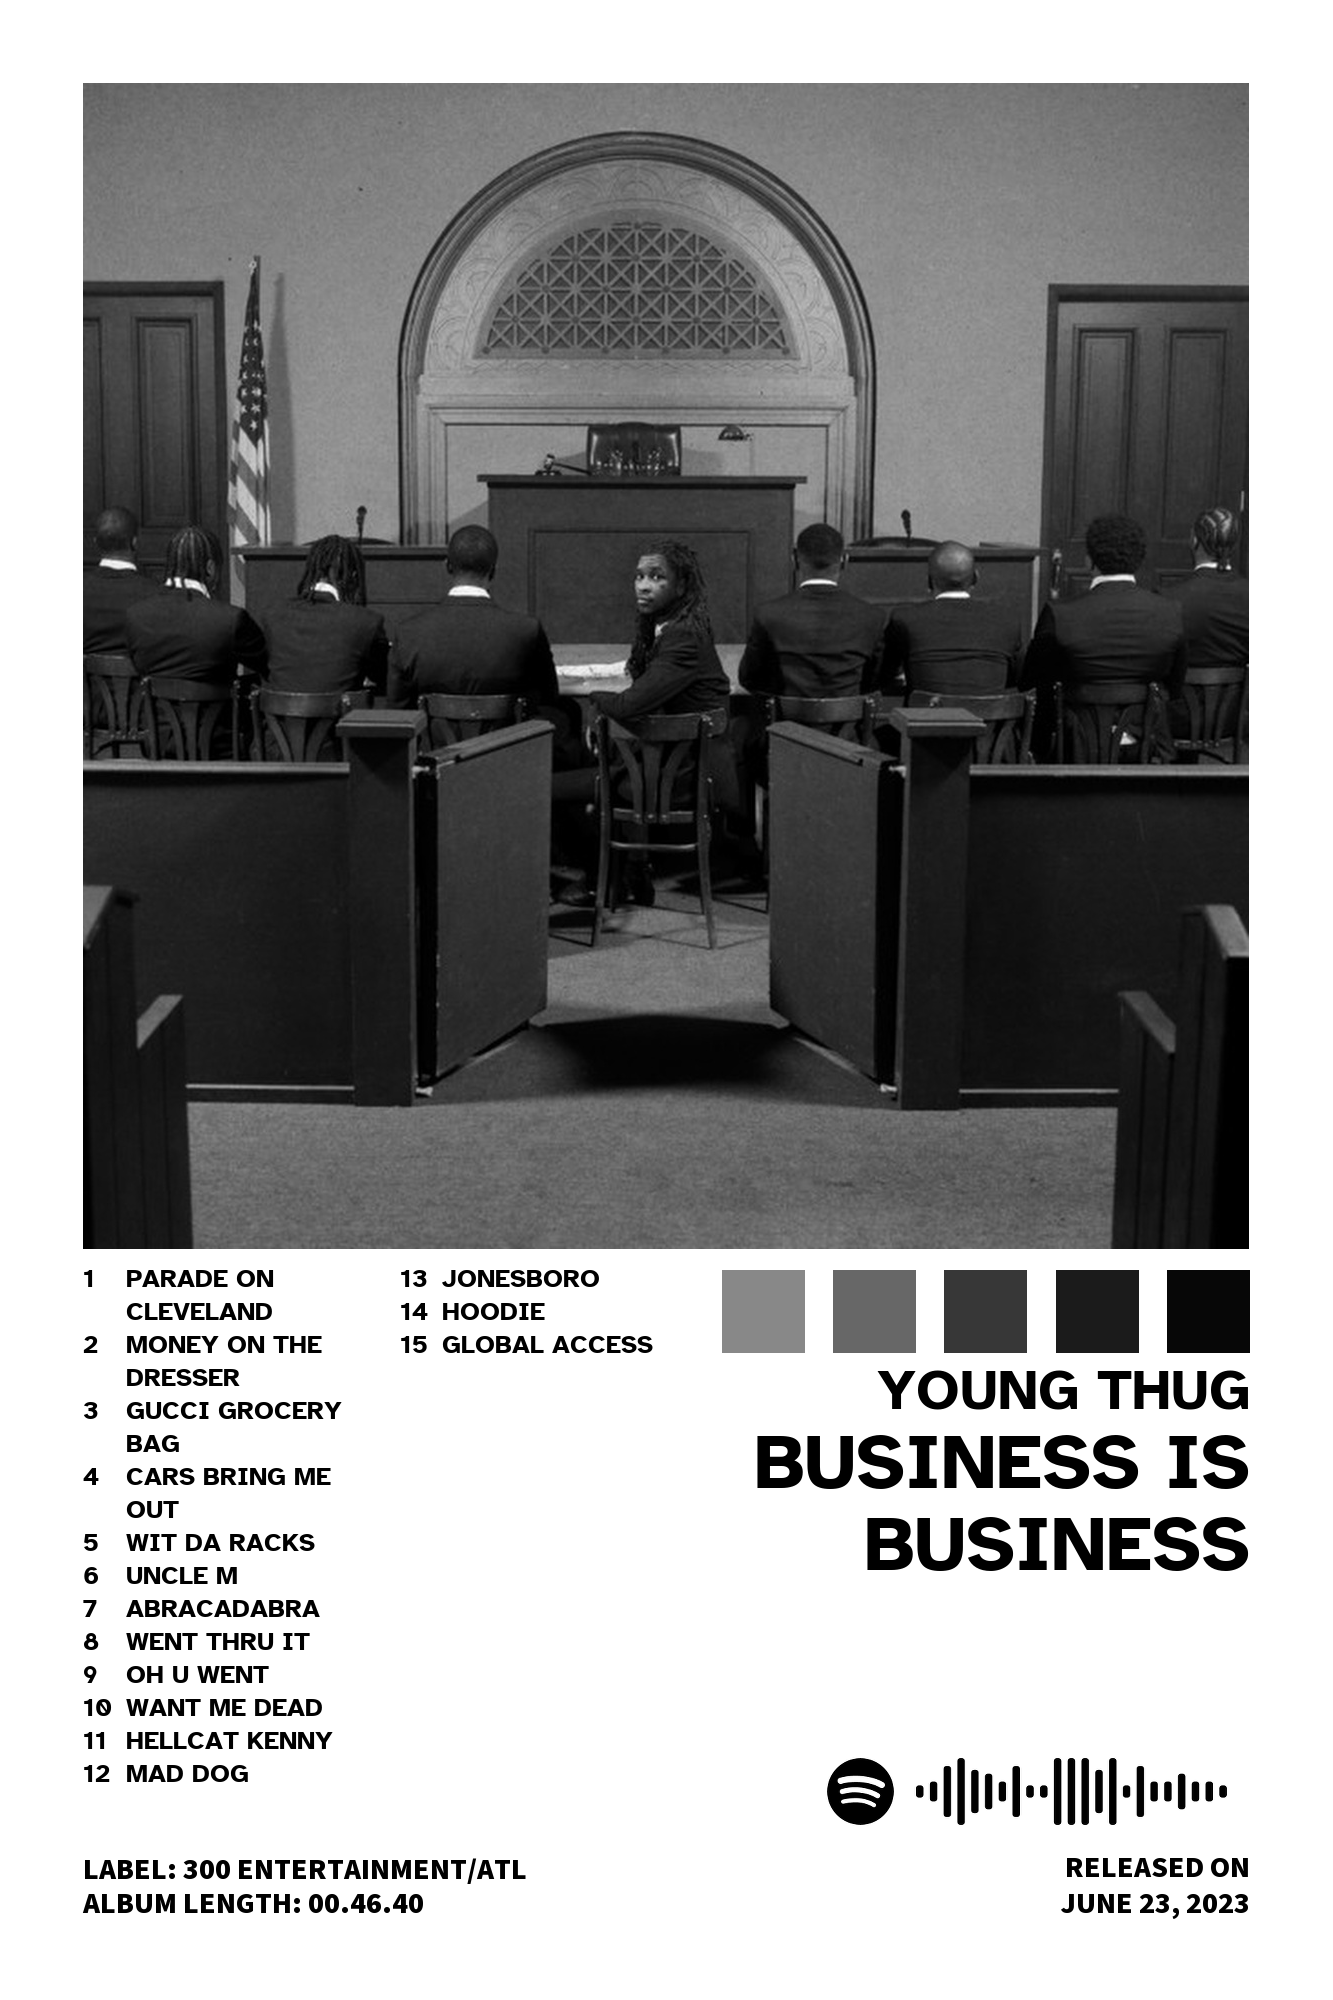 1 PARADE ON
CLEVELAND
2 MONEY ON THE
DRESSER
3 GUCCI GROCERY
BAG
4 CARS BRING ME
OUT
5 WIT DA RACKS
6 UNCLE M
7 ABRACADABRA
8 WENT THRU IT
9 OH U WENT
10 WANT ME DEAD
11 HELLCAT KENNY
12 MAD DOG
13 JONESBORO
14 HOODIE
15 GLOBAL ACCESS
YOUNG THUG
BUSINESS IS
BUSINESS
LABEL: 300 ENTERTAINMENT/ATL
ALBUM LENGTH: 00.46.40
RELEASED ON
JUNE 23, 2023